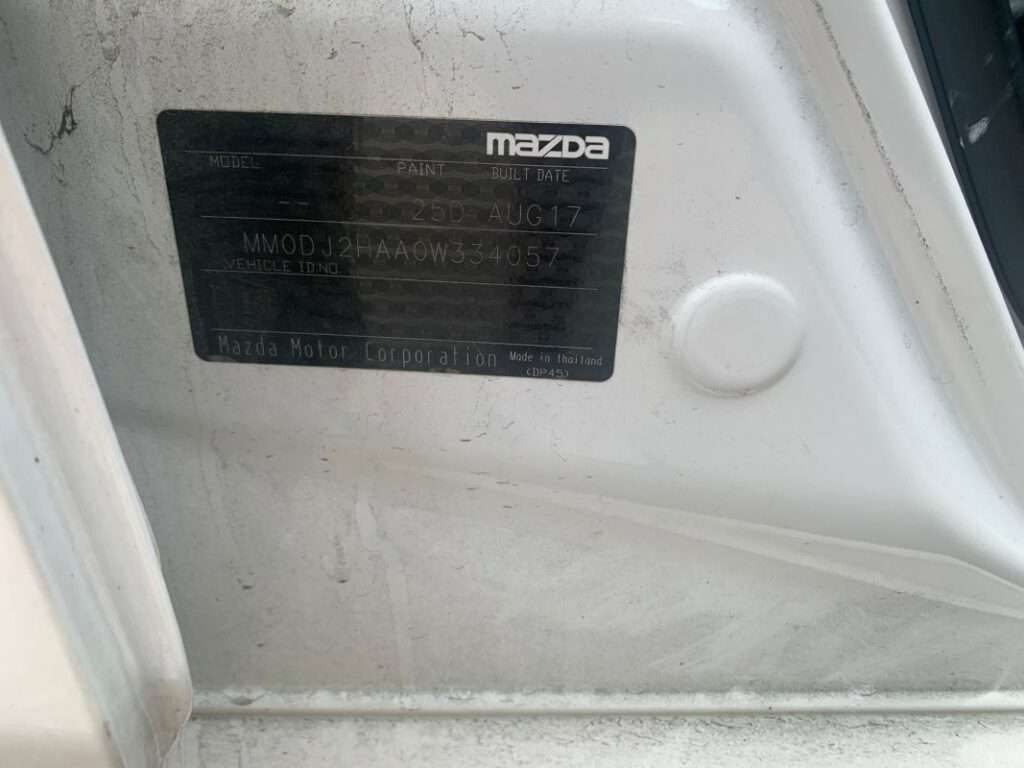 mazda
MODEL PAINT BUILT DATE
-- 25D AUG17
MM0DJ2HAA0W334057
VEHICLE ID.NO.
Mazda Motor Corporation Made in thailand
(DP45)